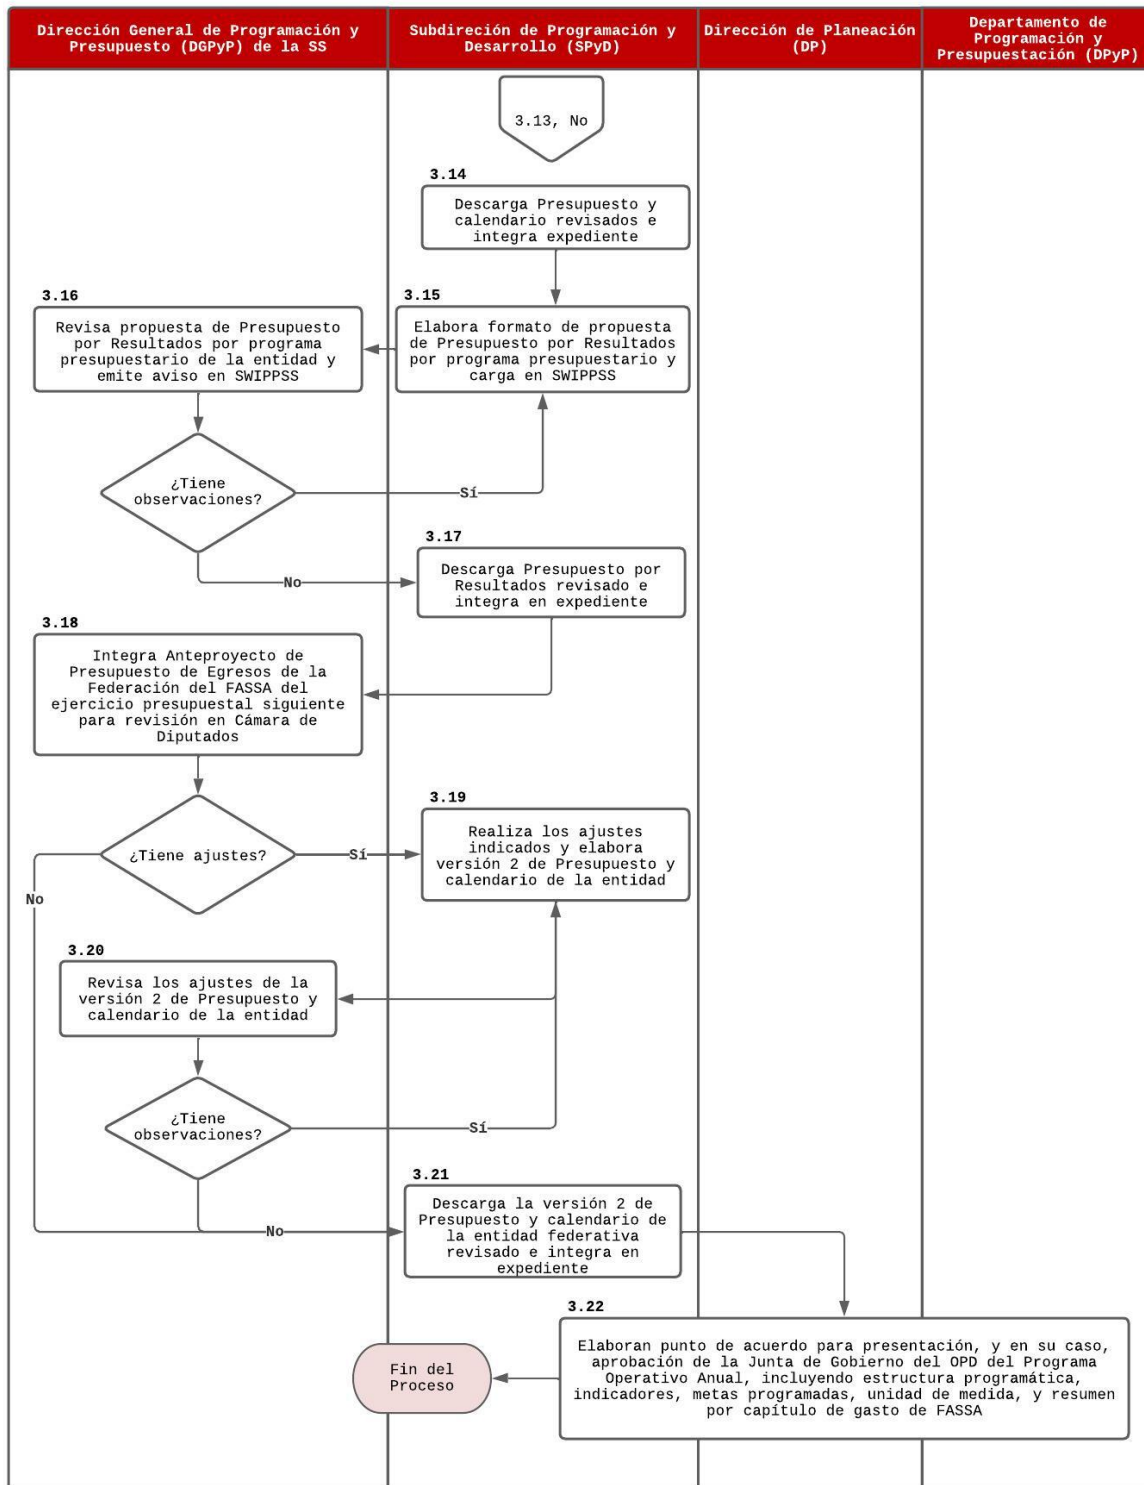 Dirección General de Programación y
Presupuesto (DGPyP) de la SS
Subdireción de Programación y
Desarrollo (SPyD)
Dirección de Planeación
(DP)
Departamento de
Programación y
Presupuestación (DPyP)
3.13, No
3.14
Descarga Presupuesto y
calendario revisados e
integra expediente
3.15
Elabora formato de propuesta
de Presupuesto por Resultados
por programa presupuestario y
carga en SWIPPSS
3.16
Revisa propuesta de Presupuesto
por Resultados por programa
presupuestario de la entidad y
emite aviso en SWIPPSS
¿Tiene
observaciones?
Sí
No
3.17
Descarga Presupuesto por
Resultados revisado e
integra en expediente
3.18
Integra Anteproyecto de
Presupuesto de Egresos de la
Federación del FASSA del
ejercicio presupuestal siguiente
para revisión en Cámara de
Diputados
¿Tiene ajustes?
Sí
No
3.19
Realiza los ajustes
indicados y elabora
versión 2 de Presupuesto y
calendario de la entidad
3.20
Revisa los ajustes de la
versión 2 de Presupuesto y
calendario de la entidad
¿Tiene
observaciones?
Sí
No
3.21
Descarga la versión 2 de
Presupuesto y calendario de
la entidad federativa
revisado e integra en
expediente
3.22
Elaboran punto de acuerdo para presentación, y en su caso,
aprobación de la Junta de Gobierno del OPD del Programa
Operativo Anual, incluyendo estructura programática,
indicadores, metas programadas, unidad de medida, y resumen
por capítulo de gasto de FASSA
Fin del
Proceso